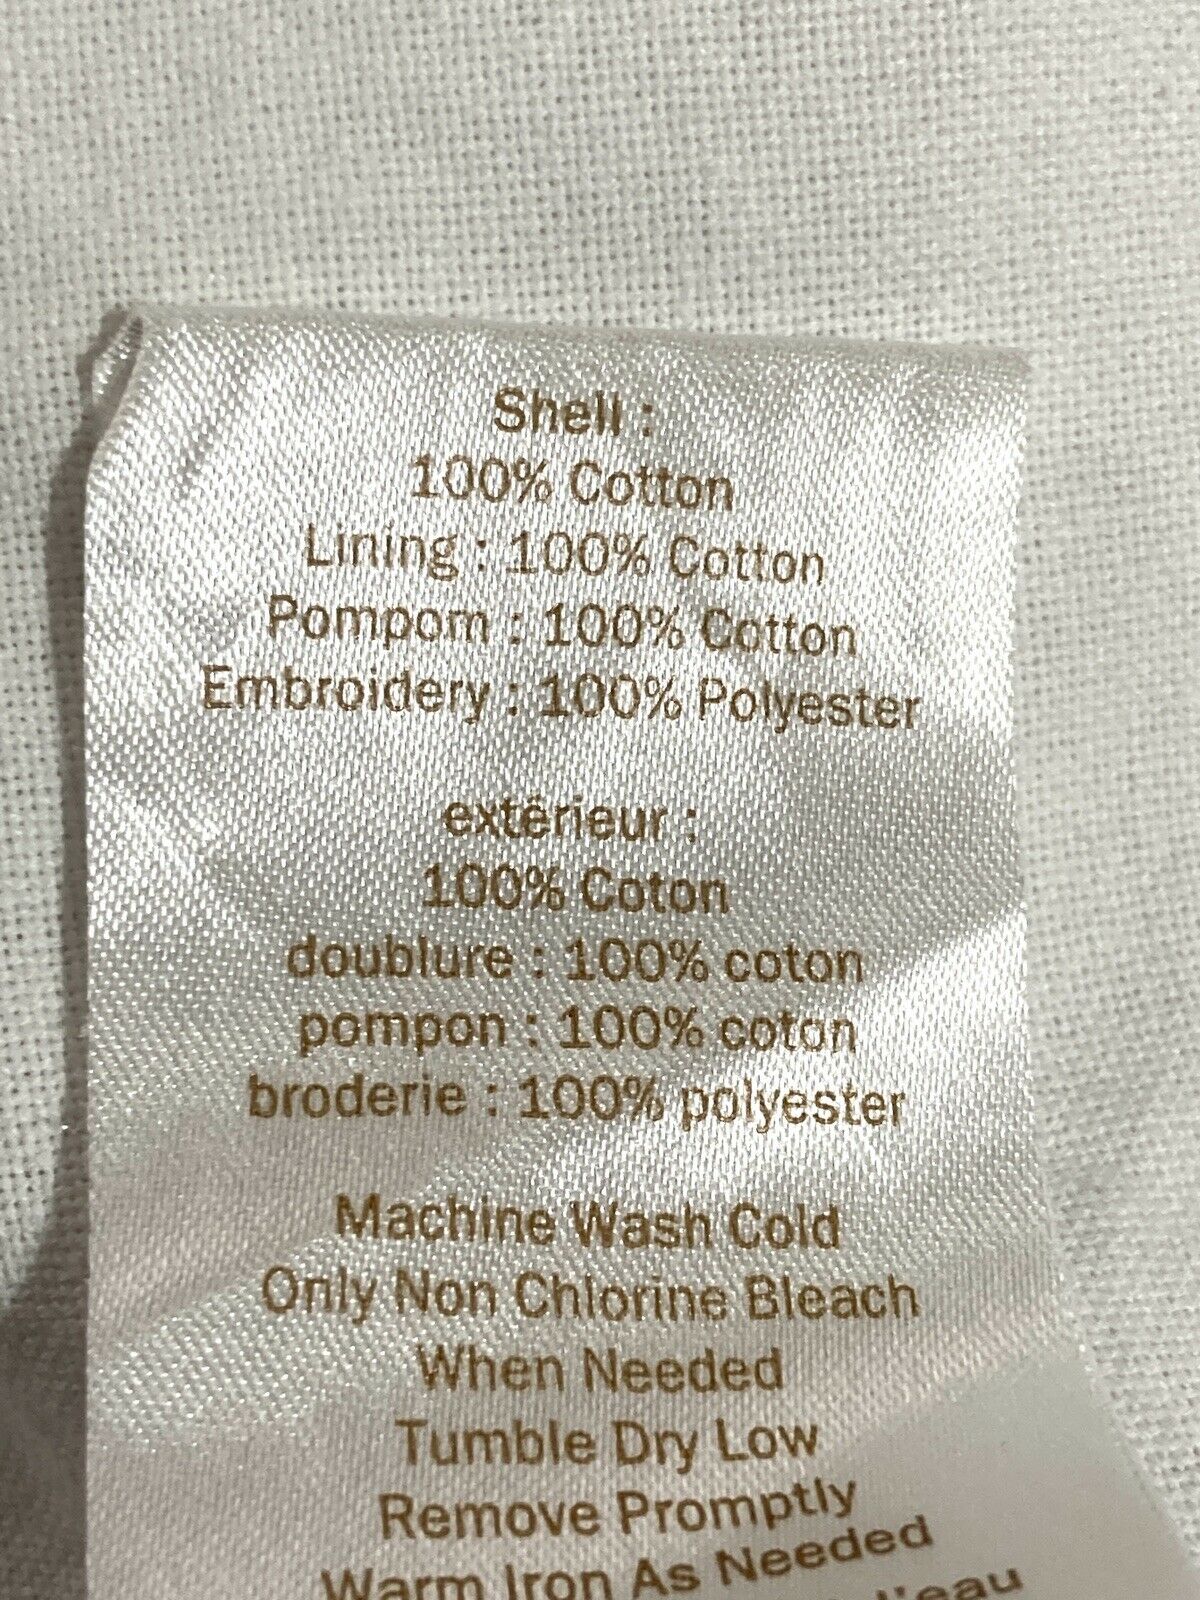 Shell :
100% Cotton
Lining : 100% Cotton
Pompom : 100% Cotton
Embroidery : 100% Polyester
extêrieur :
100% Coton
doublure : 100% coton
pompon : 100% coton
broderie : 100% polyester
Machine Wash Cold
Only Non Chlorine Bleach
When Needed
Tumble Dry Low
Remove Promptly
Warm Iron As Needed
l'eau